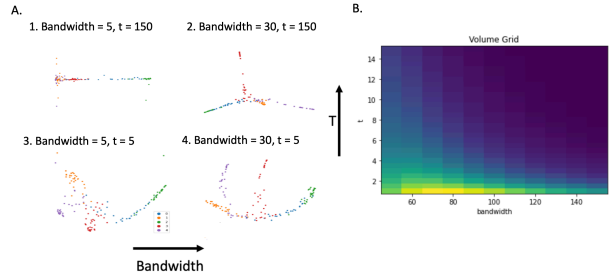 A.
1. Bandwidth = 5, t = 150
2. Bandwidth = 30, t = 150
3. Bandwidth = 5, t = 5
4. Bandwidth = 30, t = 5
Bandwidth
T
B.
Volume Grid
14
12
10
8
6
4
2
t
60 80 100 120 140
bandwidth